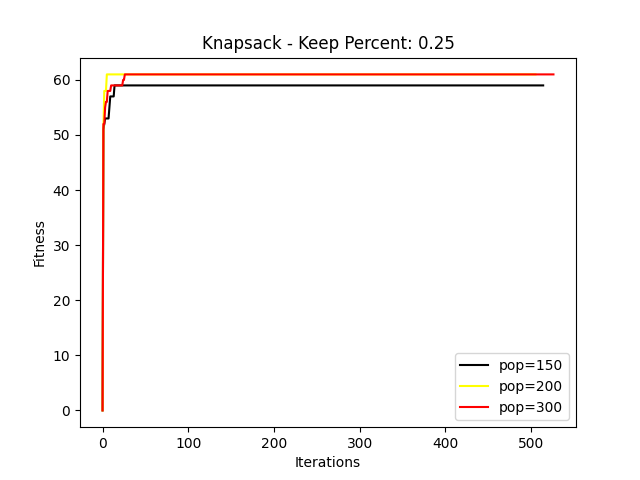 Knapsack - Keep Percent: 0.25
60
50
40
30
20
10
0
Fitness
0 100 200 300 400 500
Iterations
pop=150
pop=200
pop=300